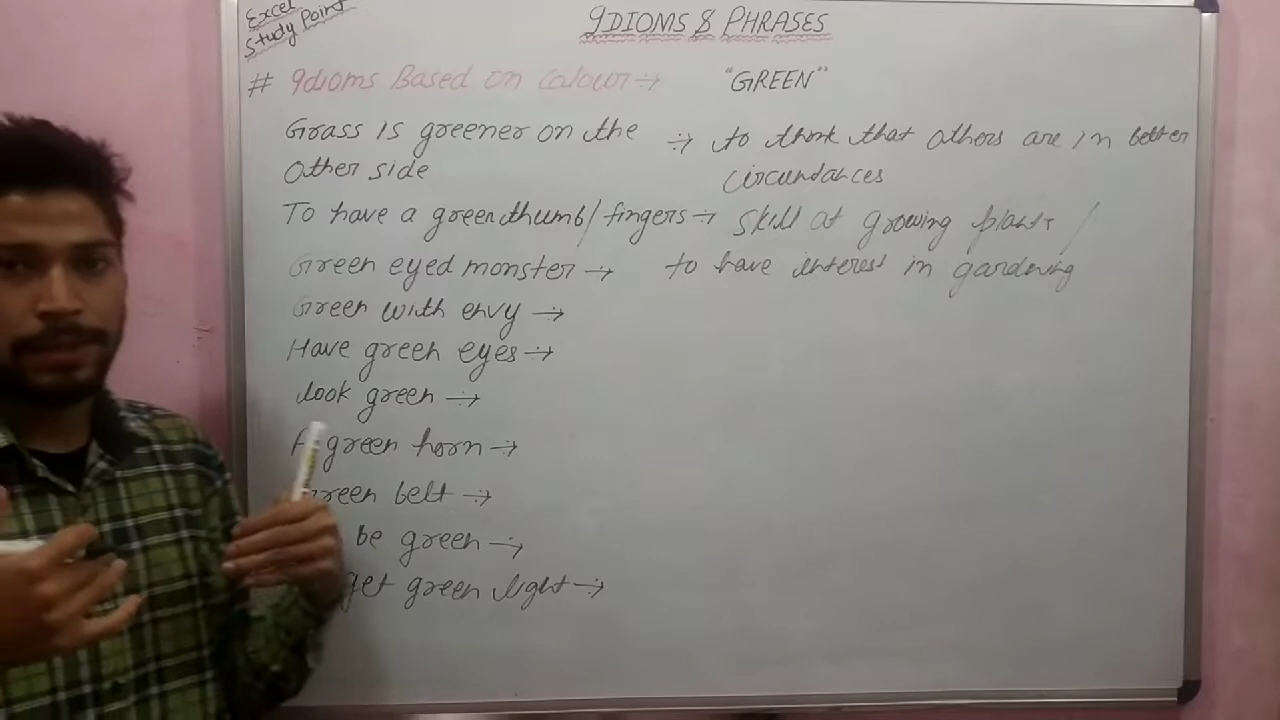 Excel
Study Point
IDIOMS & PHRASES
# Idioms Based on Colour → "GREEN"
Grass is greener on the → to think that others are in better
other side circumdances
To have a green thumb/fingers → skill at growing plants /
Green eyed monster → to have interest in gardening
Green with envy →
Have green eyes →
look green →
A green horn →
Green belt →
be green →
get green light →